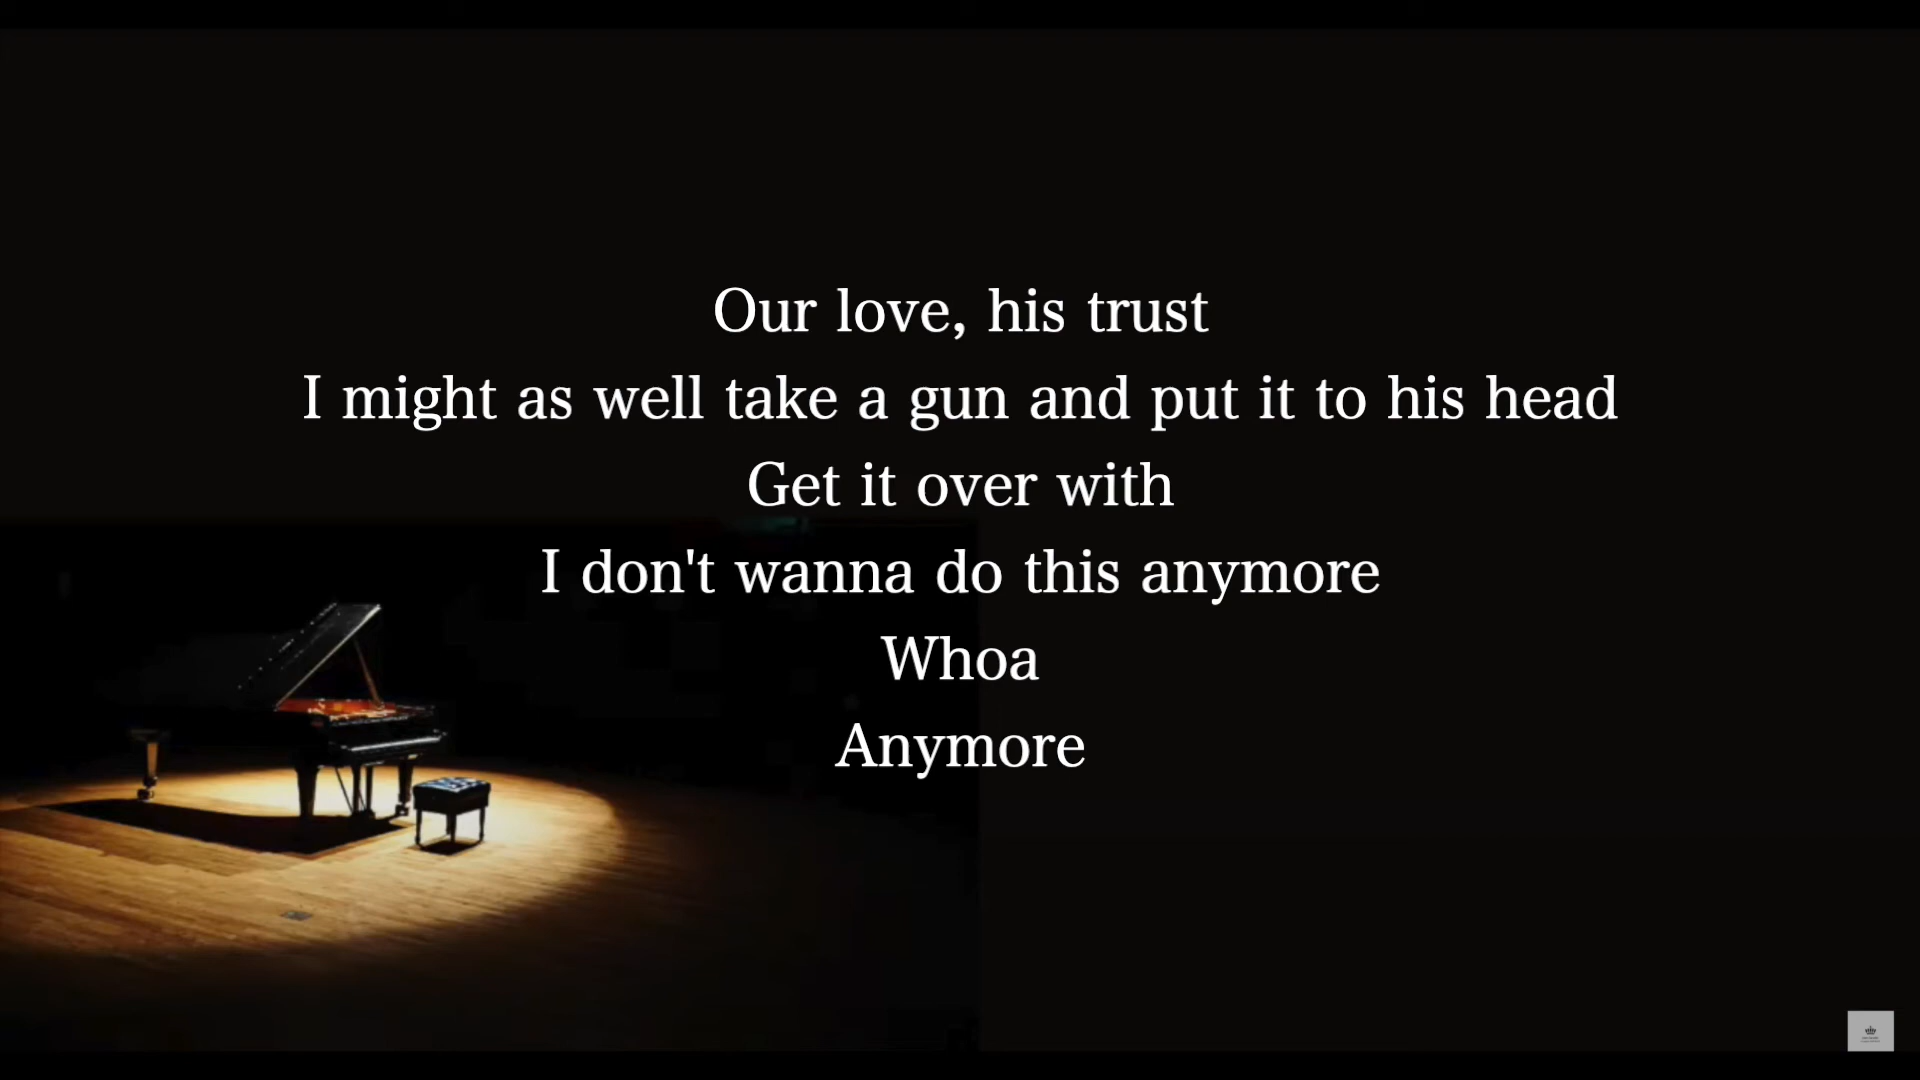 Our love, his trust
I might as well take a gun and put it to his head
Get it over with
I don't wanna do this anymore
Whoa
Anymore